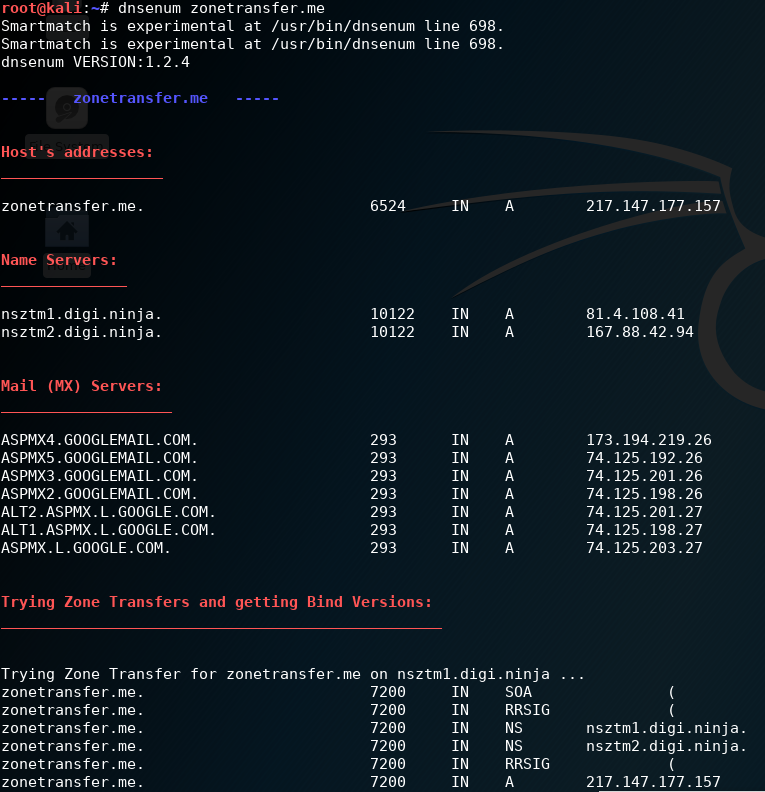 root@kali:~# dnsenum zonetransfer.me
Smartmatch is experimental at /usr/bin/dnsenum line 698.
Smartmatch is experimental at /usr/bin/dnsenum line 698.
dnsenum VERSION:1.2.4
----- zonetransfer.me -----
Host's addresses:
__________________
zonetransfer.me. 6524 IN A 217.147.177.157
Name Servers:
______________
nsztm1.digi.ninja. 10122 IN A 81.4.108.41
nsztm2.digi.ninja. 10122 IN A 167.88.42.94
Home
Mail (MX) Servers:
___________________
ASPMX4.GOOGLEMAIL.COM. 293 IN A 173.194.219.26
ASPMX5.GOOGLEMAIL.COM. 293 IN A 74.125.192.26
ASPMX3.GOOGLEMAIL.COM. 293 IN A 74.125.201.26
ASPMX2.GOOGLEMAIL.COM. 293 IN A 74.125.198.26
ALT2.ASPMX.L.GOOGLE.COM. 293 IN A 74.125.201.27
ALT1.ASPMX.L.GOOGLE.COM. 293 IN A 74.125.198.27
ASPMX.L.GOOGLE.COM. 293 IN A 74.125.203.27
Trying Zone Transfers and getting Bind Versions:
_________________________________________________
Trying Zone Transfer for zonetransfer.me on nsztm1.digi.ninja ...
zonetransfer.me. 7200 IN SOA (
zonetransfer.me. 7200 IN RRSIG (
zonetransfer.me. 7200 IN NS nsztm1.digi.ninja.
zonetransfer.me. 7200 IN NS nsztm2.digi.ninja.
zonetransfer.me. 7200 IN RRSIG (
zonetransfer.me. 7200 IN A 217.147.177.157